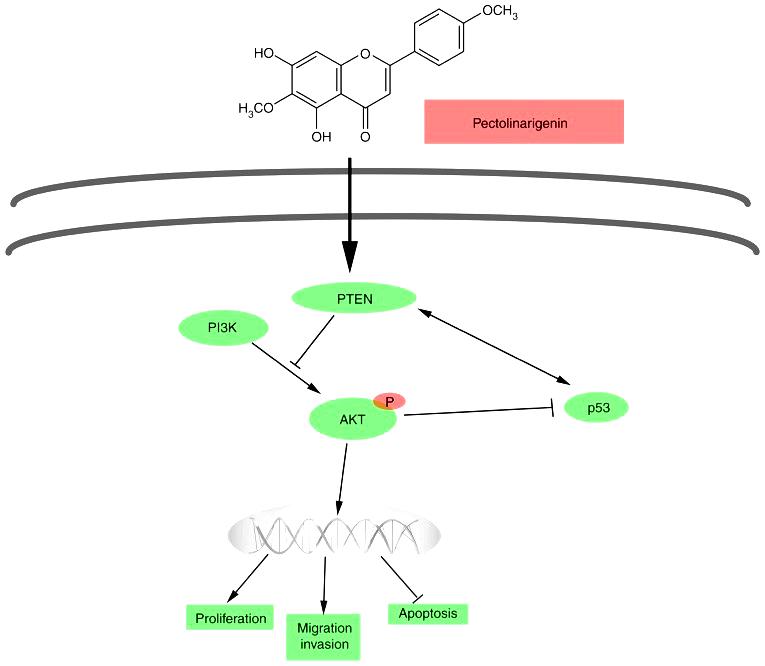 OCH₃
HO
O
H₃CO
OH
O
Pectolinarigenin
PTEN
PI3K
P
AKT
p53
Proliferation
Migration
invasion
Apoptosis